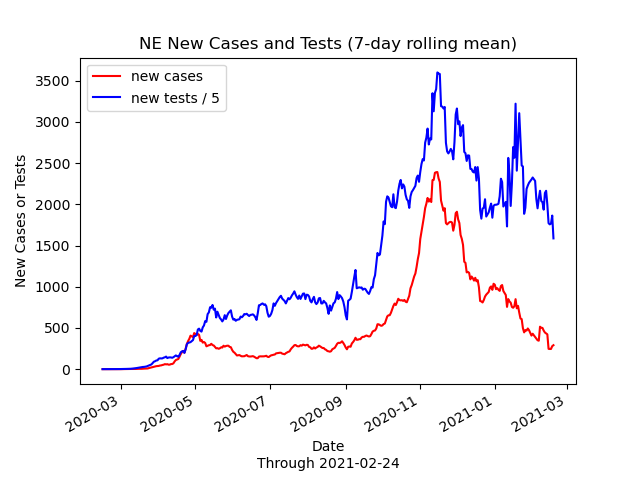 NE New Cases and Tests (7-day rolling mean)
new cases
new tests / 5
New Cases or Tests
3500
3000
2500
2000
1500
1000
500
0
2020-03
2020-05
2020-07
2020-09
2020-11
2021-01
2021-03
Date
Through 2021-02-24